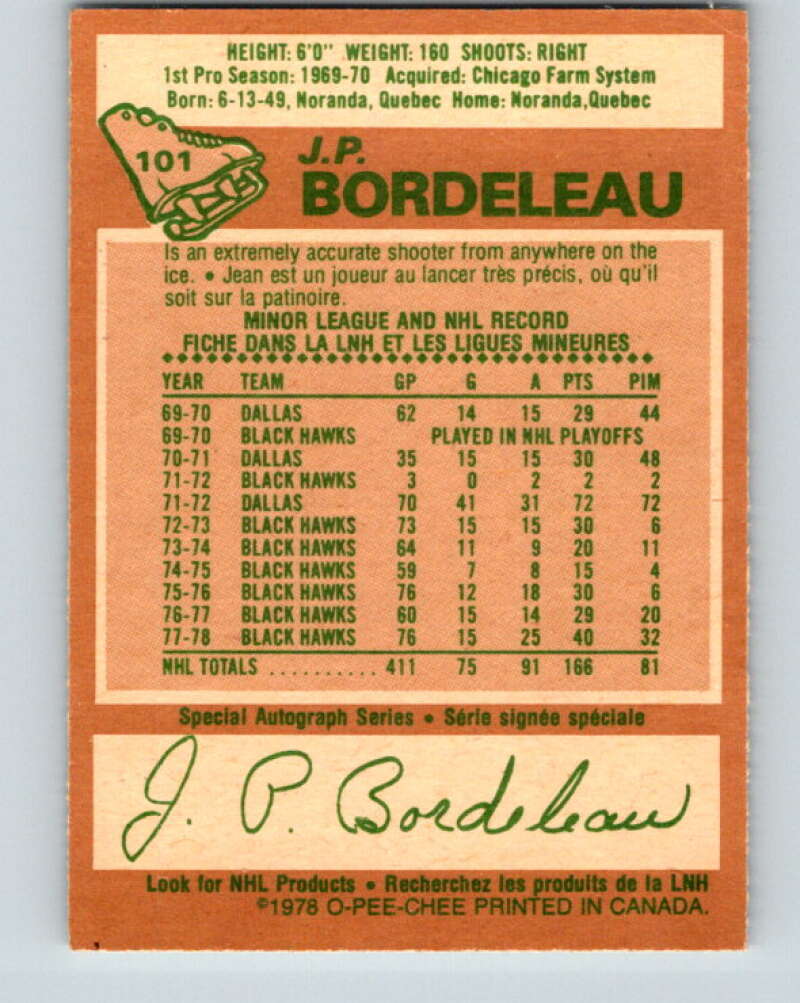 HEIGHT: 6'0" WEIGHT: 160 SHOOTS: RIGHT
1st Pro Season: 1969-70 Acquired: Chicago Farm System
Born: 6-13-49, Noranda, Quebec Home: Noranda,Quebec
101
J.P.
BORDELEAU
Is an extremely accurate shooter from anywhere on the
ice. • Jean est un joueur au lancer très précis, où qu'il
soit sur la patinoire.
MINOR LEAGUE AND NHL RECORD
FICHE DANS LA LNH ET LES LIGUES MINEURES
YEAR TEAM GP G A PTS PIM
69-70 DALLAS 62 14 15 29 44
69-70 BLACK HAWKS PLAYED IN NHL PLAYOFFS
70-71 DALLAS 35 15 15 30 48
71-72 BLACK HAWKS 3 0 2 2 2
71-72 DALLAS 70 41 31 72 72
72-73 BLACK HAWKS 73 15 15 30 6
73-74 BLACK HAWKS 64 11 9 20 11
74-75 BLACK HAWKS 59 7 8 15 4
75-76 BLACK HAWKS 76 12 18 30 6
76-77 BLACK HAWKS 60 15 14 29 20
77-78 BLACK HAWKS 76 15 25 40 32
NHL TOTALS .......... 411 75 91 166 81
Special Autograph Series • Série signée spéciale
J. P. Bordeleau
Look for NHL Products • Recherchez les produits de la LNH
©1978 O-PEE-CHEE PRINTED IN CANADA.